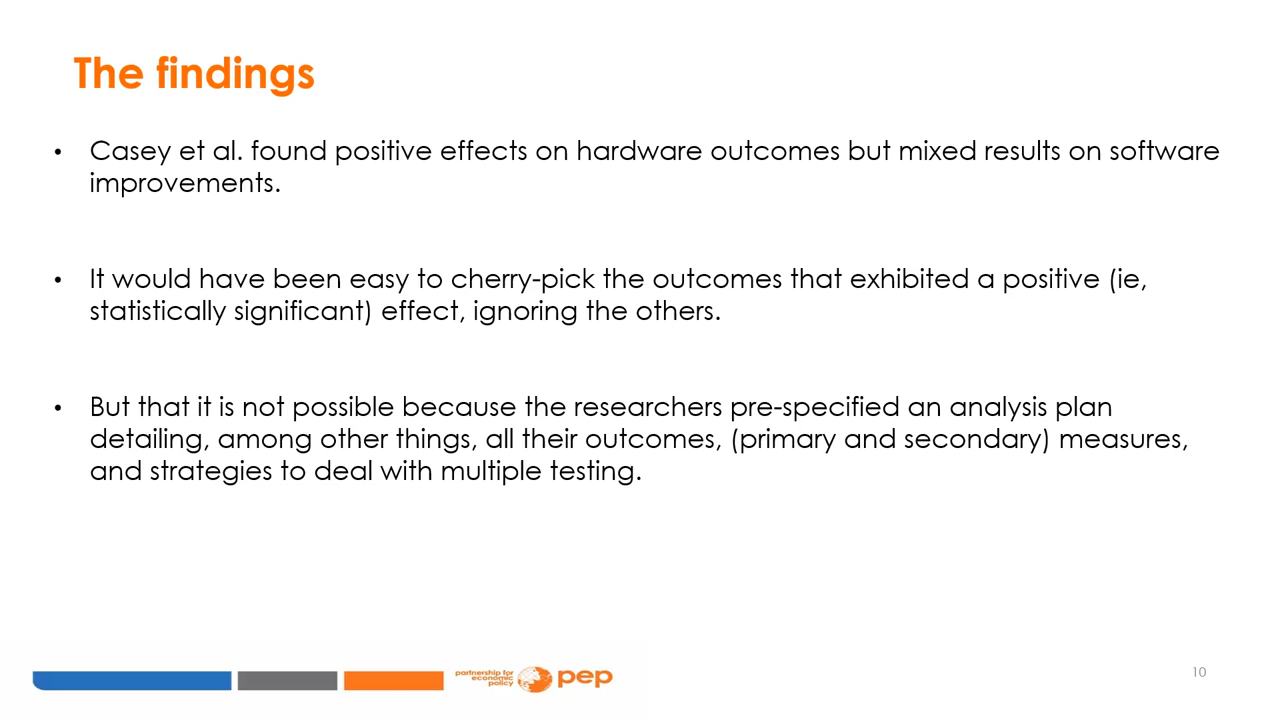 The findings
• Casey et al. found positive effects on hardware outcomes but mixed results on software
improvements.
• It would have been easy to cherry-pick the outcomes that exhibited a positive (ie,
statistically significant) effect, ignoring the others.
• But that it is not possible because the researchers pre-specified an analysis plan
detailing, among other things, all their outcomes, (primary and secondary) measures,
and strategies to deal with multiple testing.
partnership for
economic
policy
pep
10